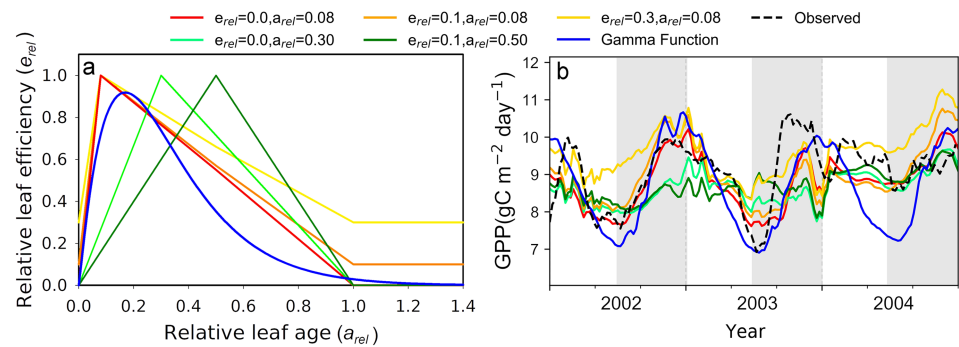 e_rel=0.0,a_rel=0.08 e_rel=0.1,a_rel=0.08 e_rel=0.3,a_rel=0.08 Observed
e_rel=0.0,a_rel=0.30 e_rel=0.1,a_rel=0.50 Gamma Function
a
Relative leaf efficiency (e_rel)
1.0
0.8
0.6
0.4
0.2
0.0
0.0 0.2 0.4 0.6 0.8 1.0 1.2 1.4
Relative leaf age (a_rel)
b
GPP(gC m⁻² day⁻¹)
12
11
10
9
8
7
2002 2003 2004
Year